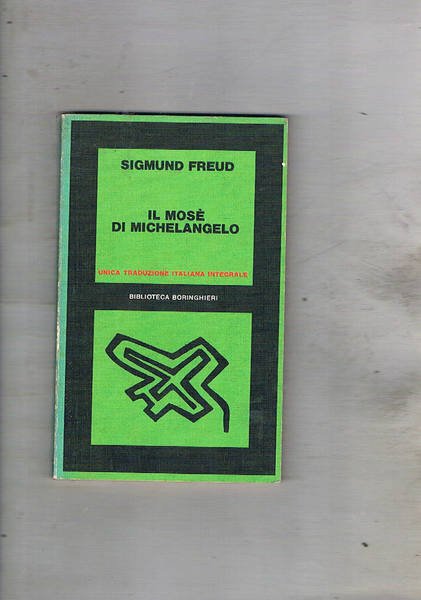 SIGMUND FREUD
IL MOSÈ
DI MICHELANGELO
UNICA TRADUZIONE ITALIANA INTEGRALE
BIBLIOTECA BORINGHIERI